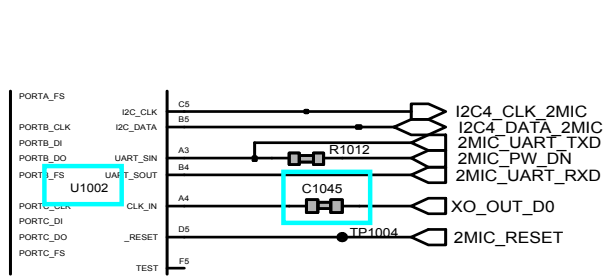 PORTA_FS
I2C_CLK C5 I2C4_CLK_2MIC
PORTB_CLK I2C_DATA B5 I2C4_DATA_2MIC
PORTB_DI 2MIC_UART_TXD
PORTB_DO UART_SIN A3 R1012 2MIC_PW_DN
PORTB_FS UART_SOUT B4 2MIC_UART_RXD
U1002 C1045
PORTC_CLK CLK_IN A4 XO_OUT_D0
PORTC_DI
PORTC_DO _RESET D5 TP1004 2MIC_RESET
PORTC_FS
TEST F5